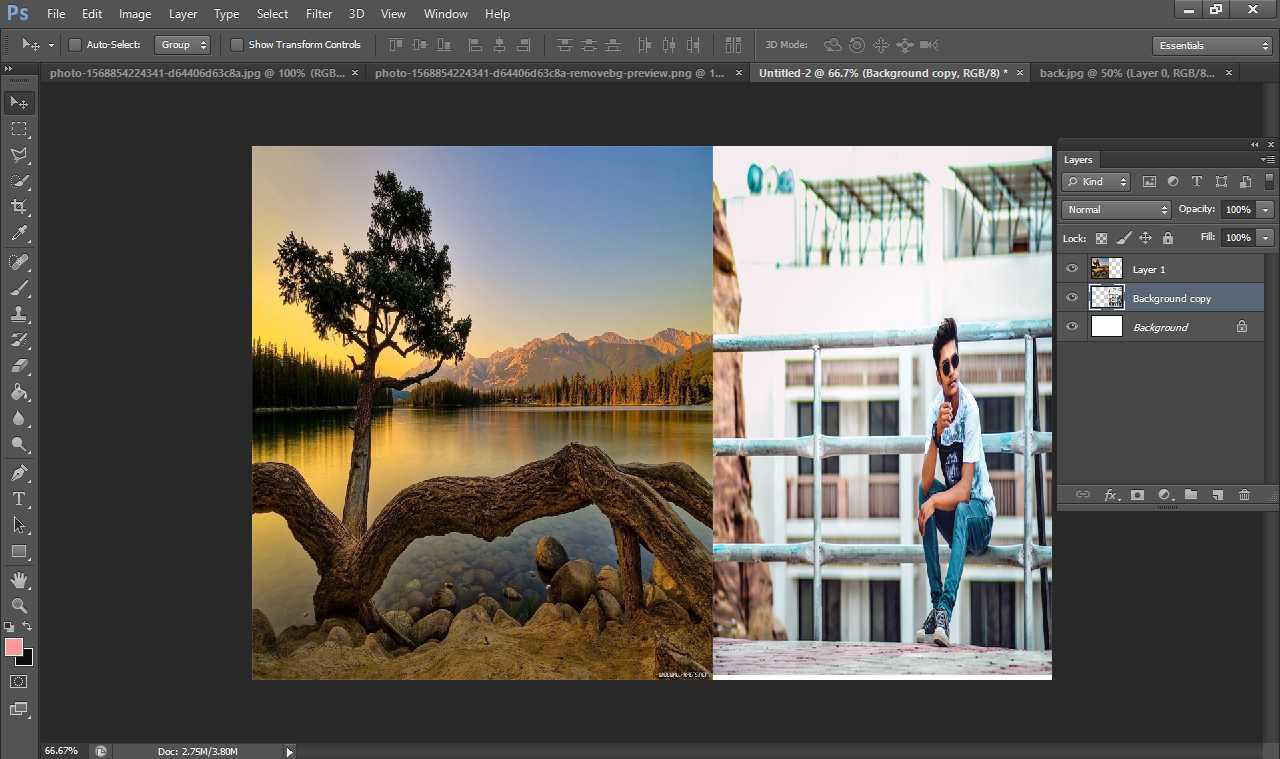 Ps File Edit Image Layer Type Select Filter 3D View Window Help
Auto-Select: Group Show Transform Controls 3D Mode: Essentials
photo-1568854224341-d64406d63c8a.jpg @ 100% (RGB... × photo-1568854224341-d64406d63c8a-removebg-preview.png @ 1... × Untitled-2 @ 66.7% (Background copy, RGB/8) * × back.jpg @ 50% (Layer 0, RGB/8... ×
Layers
Kind
Normal Opacity: 100%
Lock: Fill: 100%
Layer 1
Background copy
Background
fx
T
66.67% Doc: 2.75M/3.80M